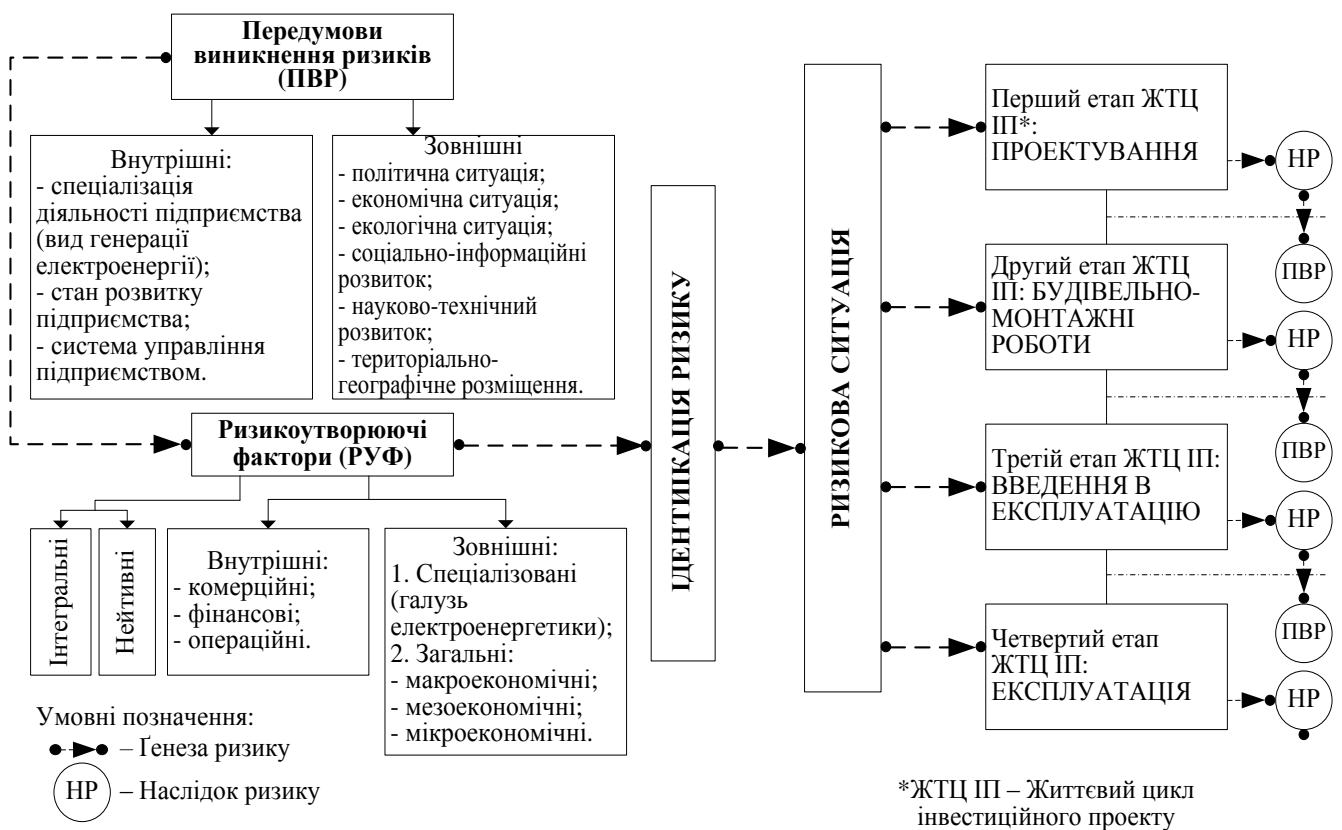 Передумови
виникнення ризиків
(ПВР)
Внутрішні:
- спеціалізація
діяльності підприємства
(вид генерації
електроенергії);
- стан розвитку
підприємства;
- система управління
підприємством.
Зовнішні
- політична ситуація;
- економічна ситуація;
- екологічна ситуація;
- соціально-інформаційні
розвиток;
- науково-технічний
розвиток;
- територіально-
географічне розміщення.
Ризикоутворюючі
фактори (РУФ)
Інтегральні
Нейтивні
Внутрішні:
- комерційні;
- фінансові;
- операційні.
Зовнішні:
1. Спеціалізовані
(галузь
електроенергетики);
2. Загальні:
- макроекономічні;
- мезоекономічні;
- мікроекономічні.
ІДЕНТИІКАЦІЯ РИЗИКУ
РИЗИКОВА СИТУАЦІЯ
Перший етап ЖТЦ
ІП*:
ПРОЕКТУВАННЯ
НР
ПВР
Другий етап ЖТЦ
ІП: БУДІВЕЛЬНО-
МОНТАЖНІ
РОБОТИ
НР
ПВР
Третій етап ЖТЦ ІП:
ВВЕДЕННЯ В
ЕКСПЛУАТАЦІЮ
НР
ПВР
Четвертий етап
ЖТЦ ІП:
ЕКСПЛУАТАЦІЯ
НР
Умовні позначення:
– Ґенеза ризику
НР – Наслідок ризику
*ЖТЦ ІП – Життєвий цикл
інвестиційного проекту